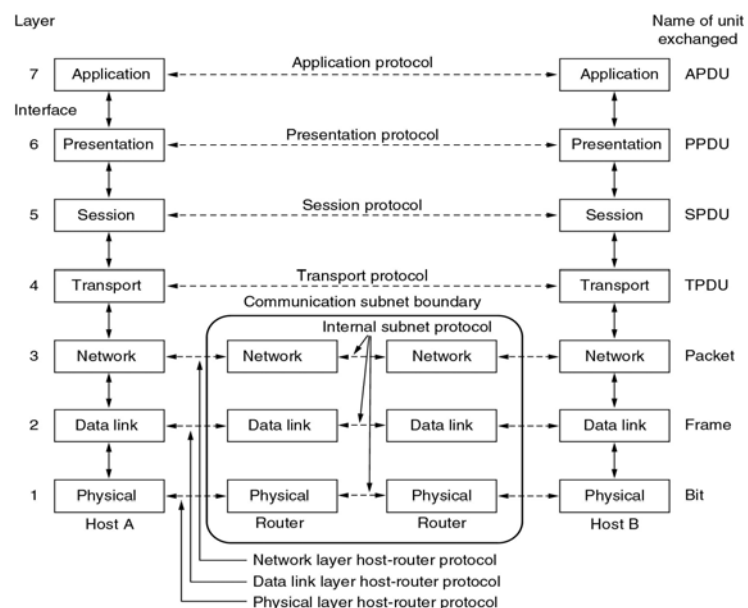 Layer
Name of unit
exchanged
7 Application Application protocol Application APDU
Interface
6 Presentation Presentation protocol Presentation PPDU
5 Session Session protocol Session SPDU
4 Transport Transport protocol Transport TPDU
Communication subnet boundary
Internal subnet protocol
3 Network Network Network Network Packet
2 Data link Data link Data link Data link Frame
1 Physical Physical Physical Physical Bit
Host A Router Router Host B
Network layer host-router protocol
Data link layer host-router protocol
Physical layer host-router protocol